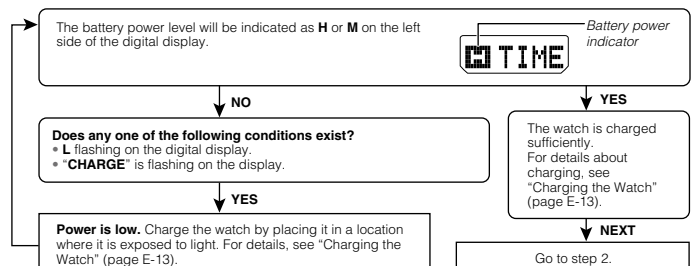 The battery power level will be indicated as H or M on the left
side of the digital display.
Battery power
indicator
H TIME
NO
YES
Does any one of the following conditions exist?
• L flashing on the digital display.
• “CHARGE” is flashing on the display.
The watch is charged
sufficiently.
For details about
charging, see
“Charging the Watch”
(page E-13).
YES
NEXT
Power is low. Charge the watch by placing it in a location
where it is exposed to light. For details, see “Charging the
Watch” (page E-13).
Go to step 2.